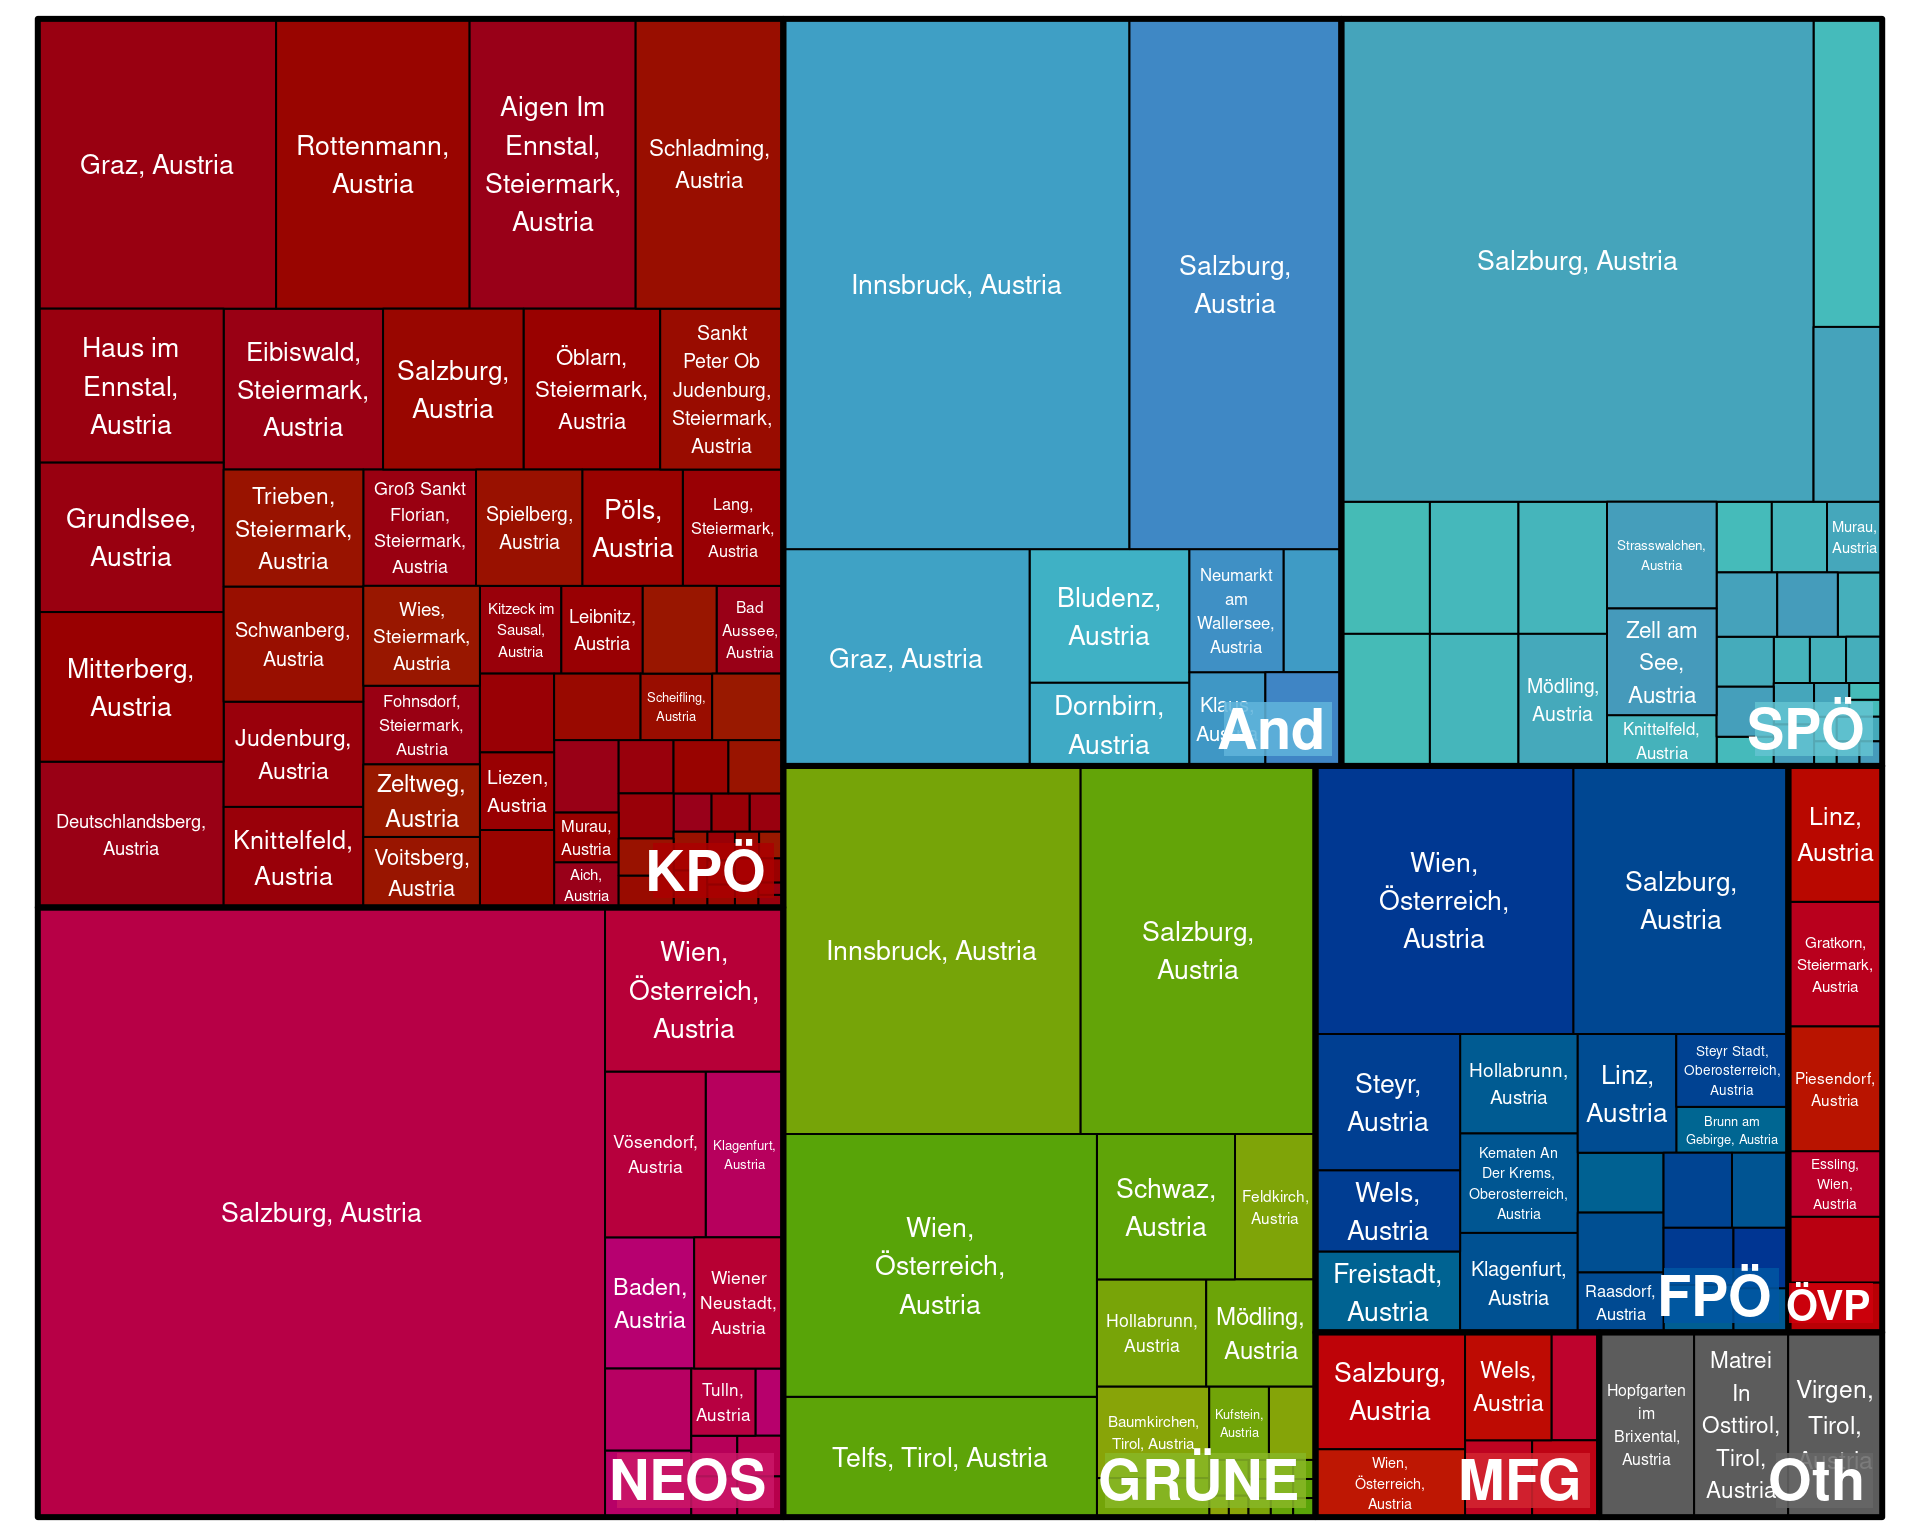 Graz, Austria
Rottenmann,
Austria
Aigen Im
Ennstal,
Steiermark,
Austria
Schladming,
Austria
Haus im
Ennstal,
Austria
Eibiswald,
Steiermark,
Austria
Salzburg,
Austria
Öblarn,
Steiermark,
Austria
Sankt
Peter Ob
Judenburg,
Steiermark,
Austria
Grundlsee,
Austria
Trieben,
Steiermark,
Austria
Groß Sankt
Florian,
Steiermark,
Austria
Spielberg,
Austria
Pöls,
Austria
Lang,
Steiermark,
Austria
Mitterberg,
Austria
Schwanberg,
Austria
Wies,
Steiermark,
Austria
Kitzeck im
Sausal,
Austria
Leibnitz,
Austria
Bad
Aussee,
Austria
Fohnsdorf,
Steiermark,
Austria
Scheifling,
Austria
Judenburg,
Austria
Deutschlandsberg,
Austria
Zeltweg,
Austria
Liezen,
Austria
Knittelfeld,
Austria
Voitsberg,
Austria
Murau,
Austria
Aich,
Austria
KPÖ
Innsbruck, Austria
Salzburg,
Austria
Graz, Austria
Bludenz,
Austria
Neumarkt
am
Wallersee,
Austria
Dornbirn,
Austria
And
Salzburg, Austria
Strasswalchen,
Austria
Murau,
Austria
Zell am
See,
Austria
Mödling,
Austria
Knittelfeld,
Austria
SPÖ
Salzburg, Austria
Wien,
Österreich,
Austria
Vösendorf,
Austria
Klagenfurt,
Austria
Baden,
Austria
Wiener
Neustadt,
Austria
Tulln,
Austria
NEOS
Innsbruck, Austria
Salzburg,
Austria
Wien,
Österreich,
Austria
Schwaz,
Austria
Feldkirch,
Austria
Hollabrunn,
Austria
Mödling,
Austria
Telfs, Tirol, Austria
Baumkirchen,
Tirol, Austria
Kufstein,
Austria
GRÜNE
Wien,
Österreich,
Austria
Salzburg,
Austria
Steyr,
Austria
Hollabrunn,
Austria
Linz,
Austria
Steyr Stadt,
Oberosterreich,
Austria
Brunn am
Gebirge, Austria
Kematen An
Der Krems,
Oberosterreich,
Austria
Wels,
Austria
Freistadt,
Austria
Klagenfurt,
Austria
Raasdorf,
Austria
FPÖ
Linz,
Austria
Gratkorn,
Steiermark,
Austria
Piesendorf,
Austria
Essling,
Wien,
Austria
ÖVP
Salzburg,
Austria
Wels,
Austria
Wien,
Österreich,
Austria
MFG
Hopfgarten
im
Brixental,
Austria
Matrei
In
Osttirol,
Tirol,
Austria
Virgen,
Tirol,
Austria
Oth